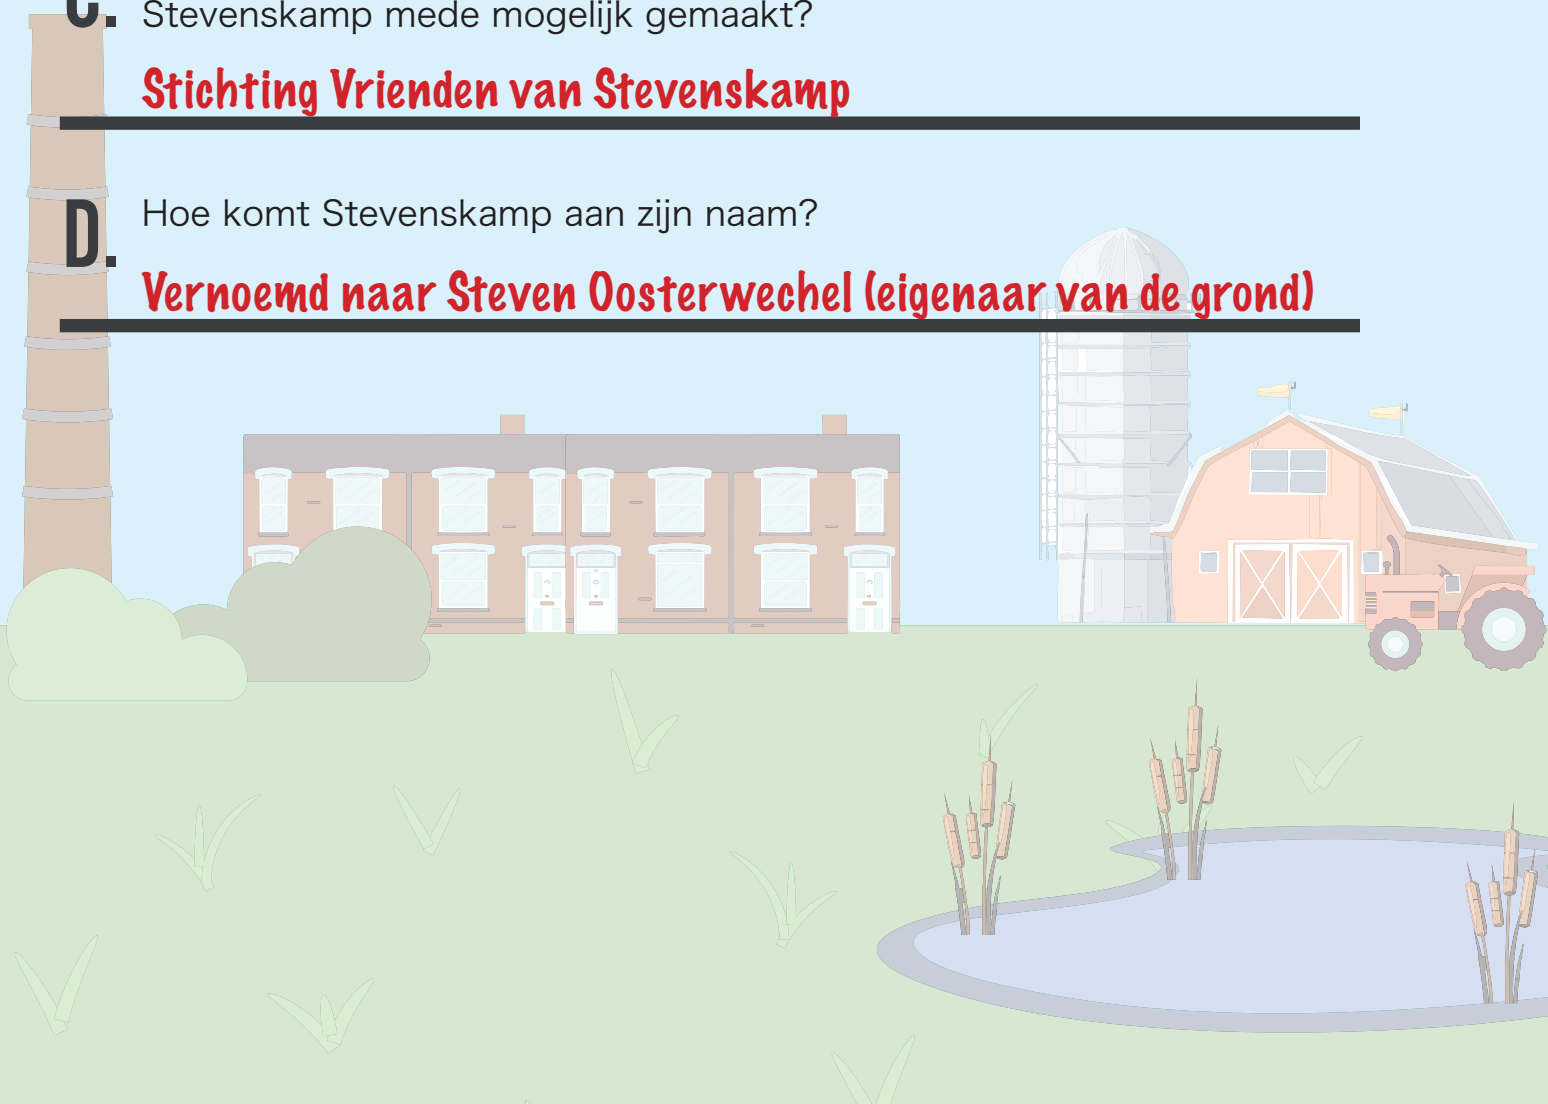 C. Stevenskamp mede mogelijk gemaakt?
Stichting Vrienden van Stevenskamp
D. Hoe komt Stevenskamp aan zijn naam?
Vernoemd naar Steven Oosterwechel (eigenaar van de grond)